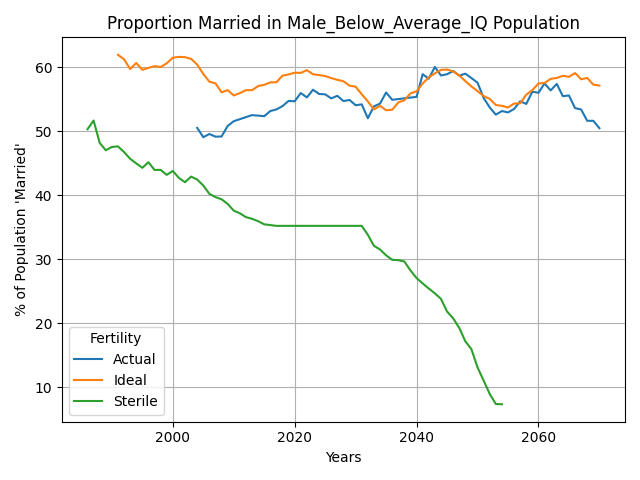 Proportion Married in Male_Below_Average_IQ Population
% of Population 'Married'
60
50
40
30
20
10
Fertility
Actual
Ideal
Sterile
2000
2020
2040
2060
Years